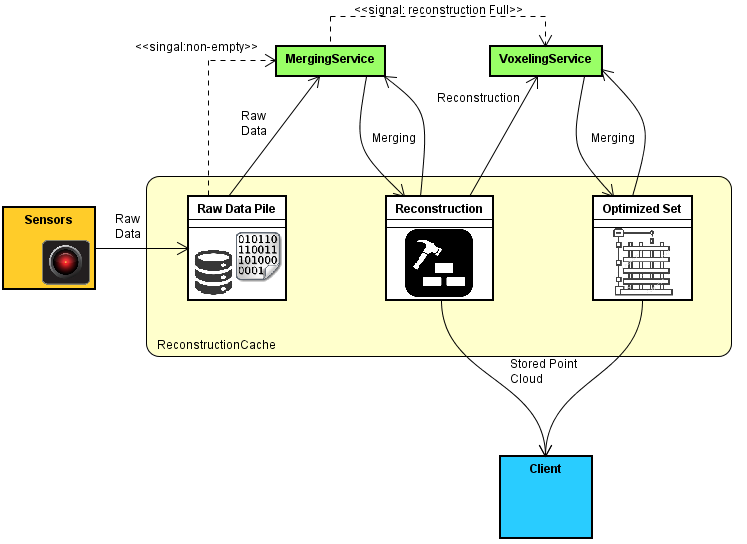 <<signal: reconstruction Full>>
<<singal:non-empty>>
MergingService
VoxelingService
Raw
Data
Merging
Reconstruction
Merging
Sensors
Raw
Data
Raw Data Pile
010110
110011
101000
0001
Reconstruction
Optimized Set
ReconstructionCache
Stored Point
Cloud
Client